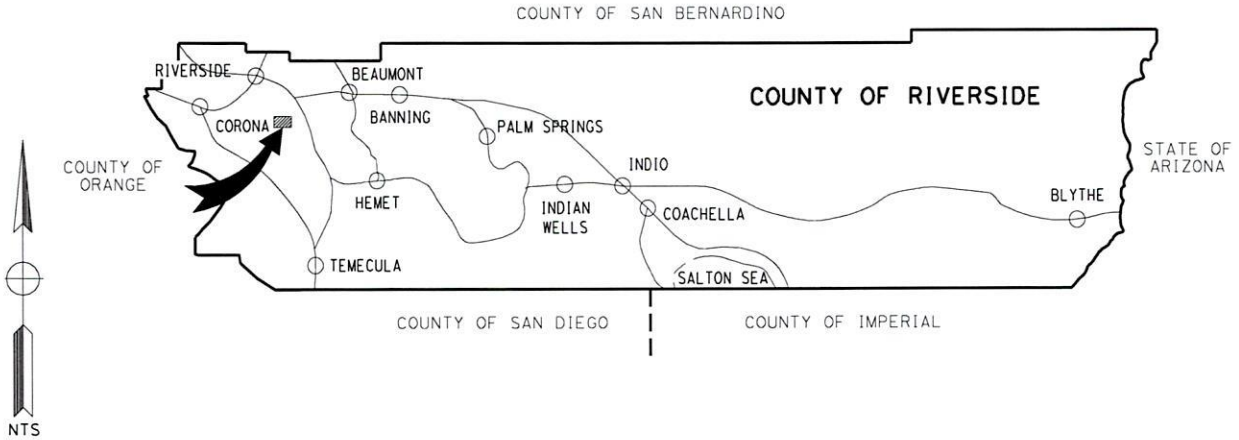 COUNTY OF SAN BERNARDINO
RIVERSIDE
BEAUMONT
COUNTY OF RIVERSIDE
BANNING
CORONA
PALM SPRINGS
STATE OF
ARIZONA
COUNTY OF
ORANGE
INDIO
HEMET
INDIAN
WELLS
COACHELLA
BLYTHE
TEMECULA
SALTON SEA
COUNTY OF SAN DIEGO
COUNTY OF IMPERIAL
NTS